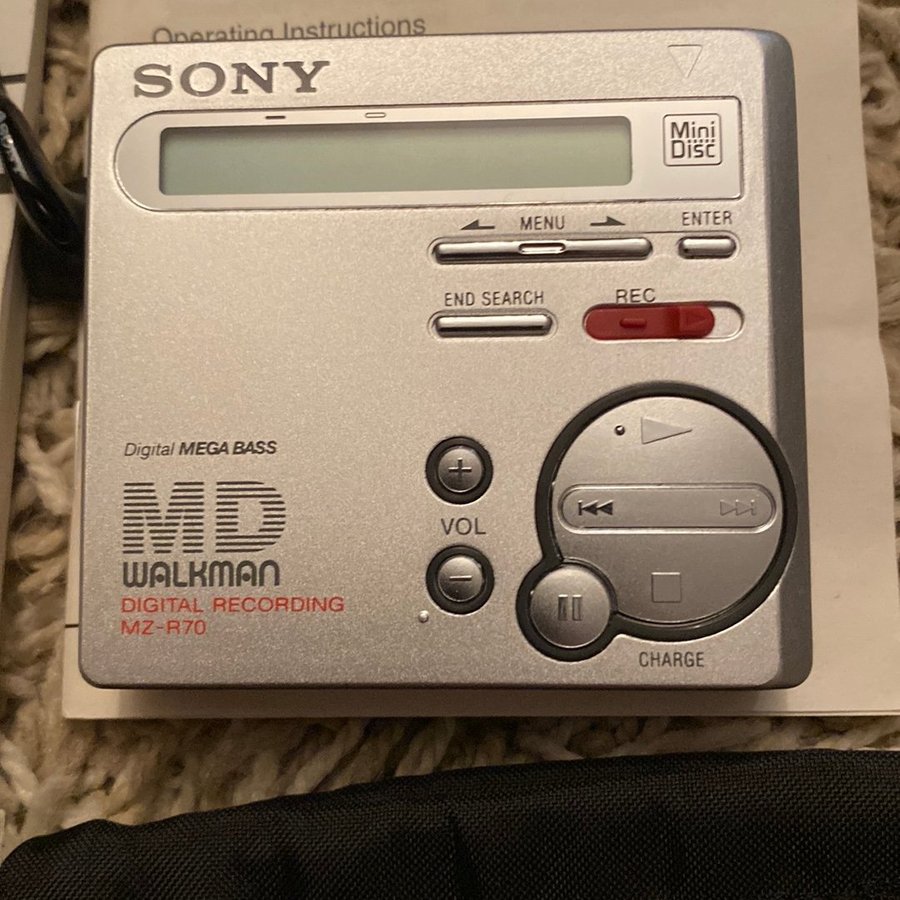 Operating Instructions
SONY
Mini
Disc
MENU
ENTER
END SEARCH
REC
Digital MEGA BASS
VOL
MD
WALKMAN
DIGITAL RECORDING
MZ-R70
CHARGE